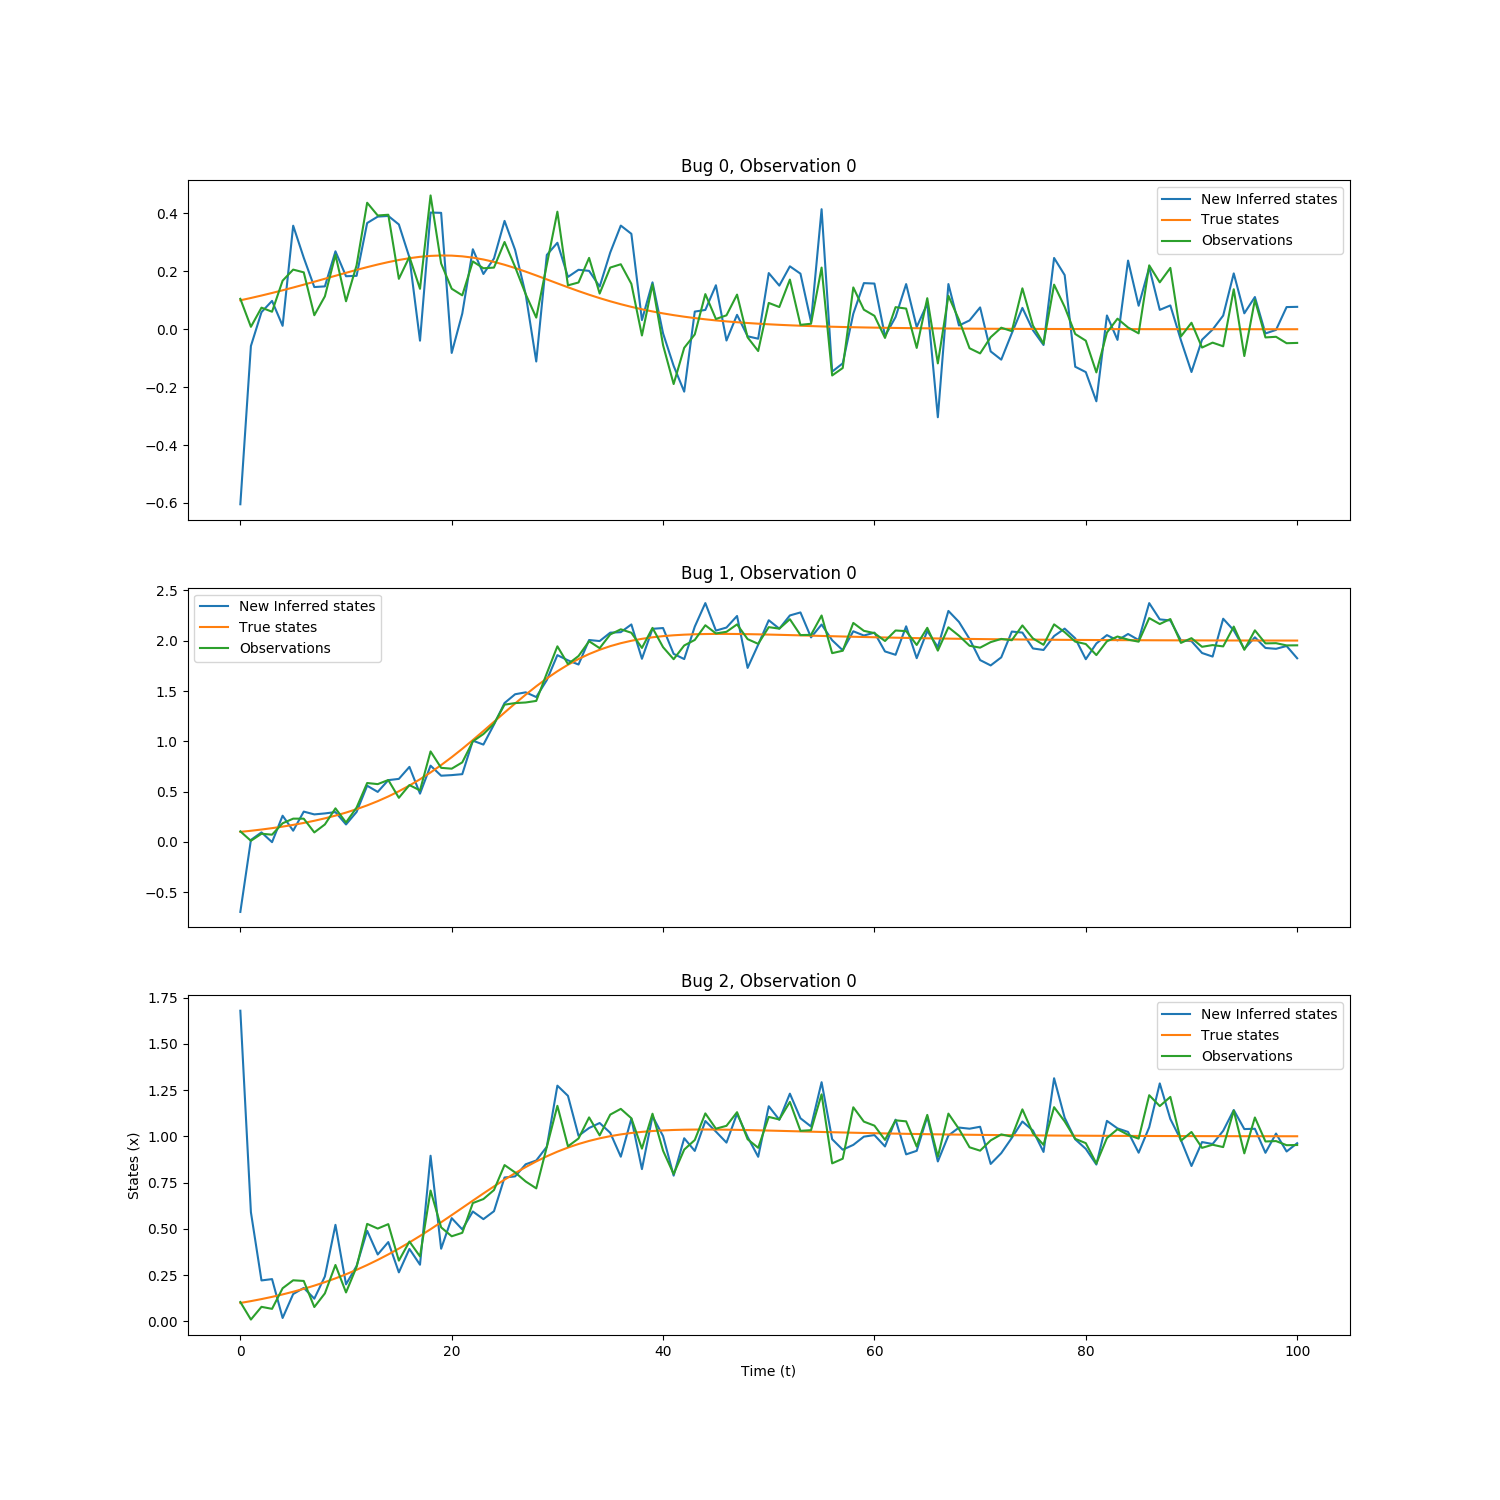 Bug 0, Observation 0
New Inferred states
True states
Observations
0.4
0.2
0.0
−0.2
−0.4
−0.6
Bug 1, Observation 0
New Inferred states
True states
Observations
2.5
2.0
1.5
1.0
0.5
0.0
−0.5
Bug 2, Observation 0
New Inferred states
True states
Observations
1.75
1.50
1.25
1.00
0.75
0.50
0.25
0.00
States (x)
0 20 40 60 80 100
Time (t)